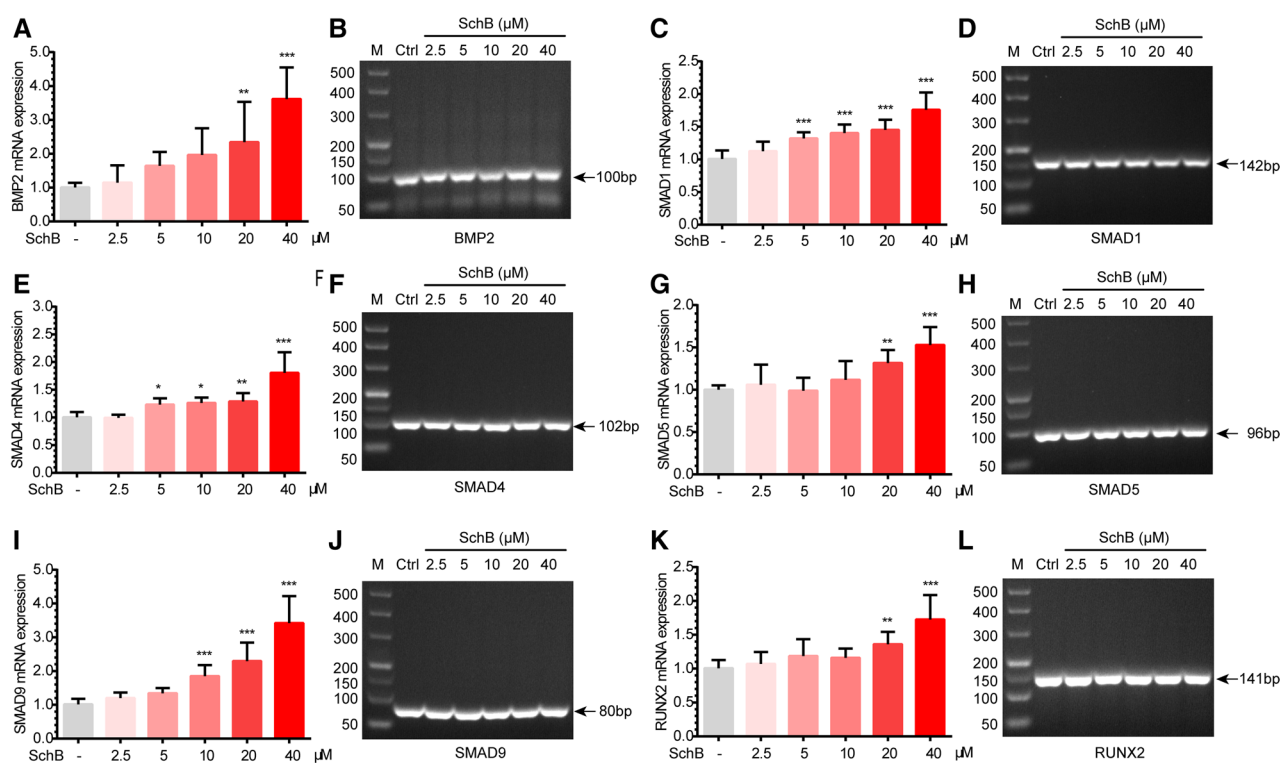 A
BMP2 mRNA expression
5.0
4.0
3.0
2.0
1.0
0.0
** ***
SchB - 2.5 5 10 20 40 μM
B
SchB (μM)
M Ctrl 2.5 5 10 20 40
500
400
300
200
150
100
50
100bp
BMP2
C
SMAD1 mRNA expression
2.5
2.0
1.5
1.0
0.5
0.0
*** *** *** ***
SchB - 2.5 5 10 20 40 μM
D
SchB (μM)
M Ctrl 2.5 5 10 20 40
500
400
300
200
150
100
50
142bp
SMAD1
E
SMAD4 mRNA expression
3.0
2.0
1.5
1.0
0.5
0.0
* * ** ***
SchB - 2.5 5 10 20 40 μM
F
F
SchB (μM)
M Ctrl 2.5 5 10 20 40
500
400
300
200
150
100
50
102bp
SMAD4
G
SMAD5 mRNA expression
2.0
1.5
1.0
0.5
0.0
** ***
SchB - 2.5 5 10 20 40 μM
H
SchB (μM)
M Ctrl 2.5 5 10 20 40
500
400
300
200
150
100
50
96bp
SMAD5
I
SMAD9 mRNA expression
5.0
4.0
3.0
2.0
1.0
0.0
*** *** ***
SchB - 2.5 5 10 20 40 μM
J
SchB (μM)
M Ctrl 2.5 5 10 20 40
500
400
300
200
150
100
50
80bp
SMAD9
K
RUNX2 mRNA expression
2.5
2.0
1.5
1.0
0.5
0.0
** ***
SchB - 2.5 5 10 20 40 μM
L
SchB (μM)
M Ctrl 2.5 5 10 20 40
500
400
300
200
150
100
50
141bp
RUNX2